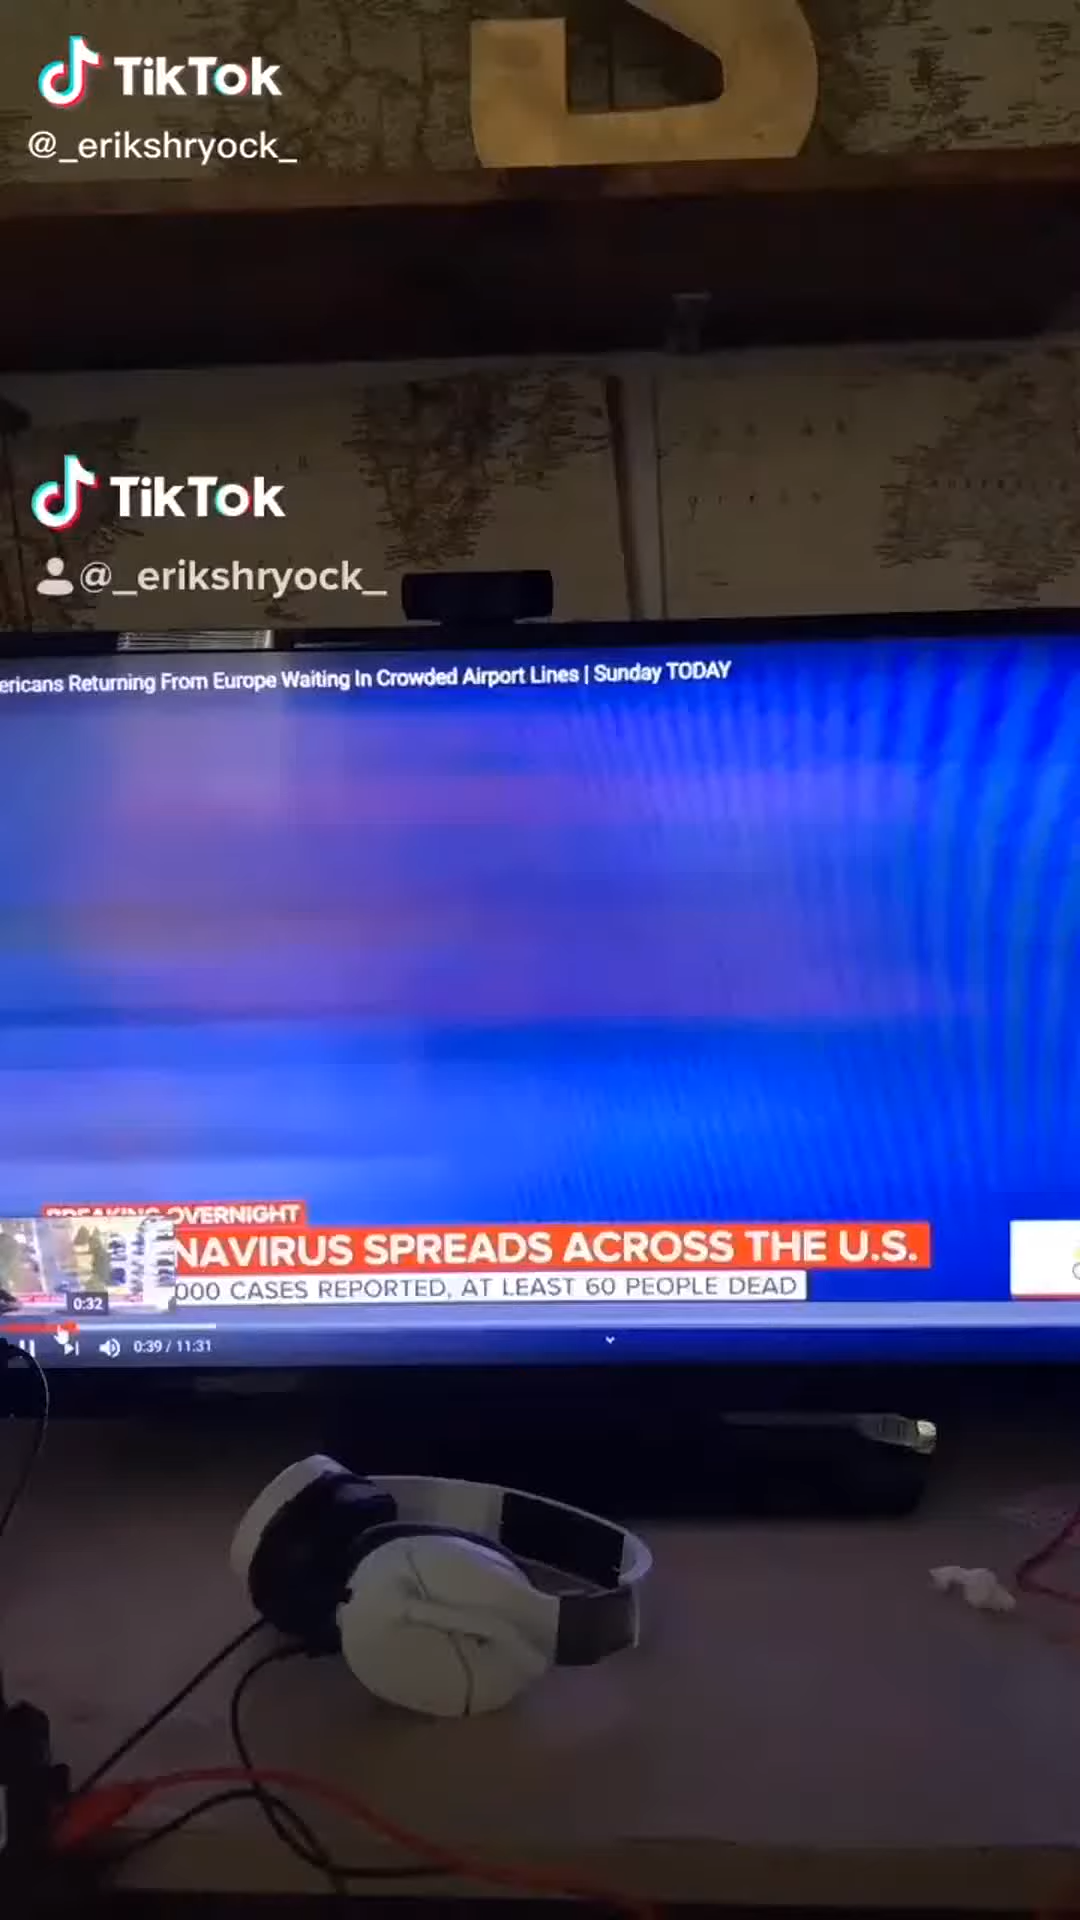 TikTok
@_erikshryock_
TikTok
@_erikshryock_
ericans Returning From Europe Waiting In Crowded Airport Lines | Sunday TODAY
BREAKING OVERNIGHT
NAVIRUS SPREADS ACROSS THE U.S.
000 CASES REPORTED, AT LEAST 60 PEOPLE DEAD
0:32
0:39 / 11:31